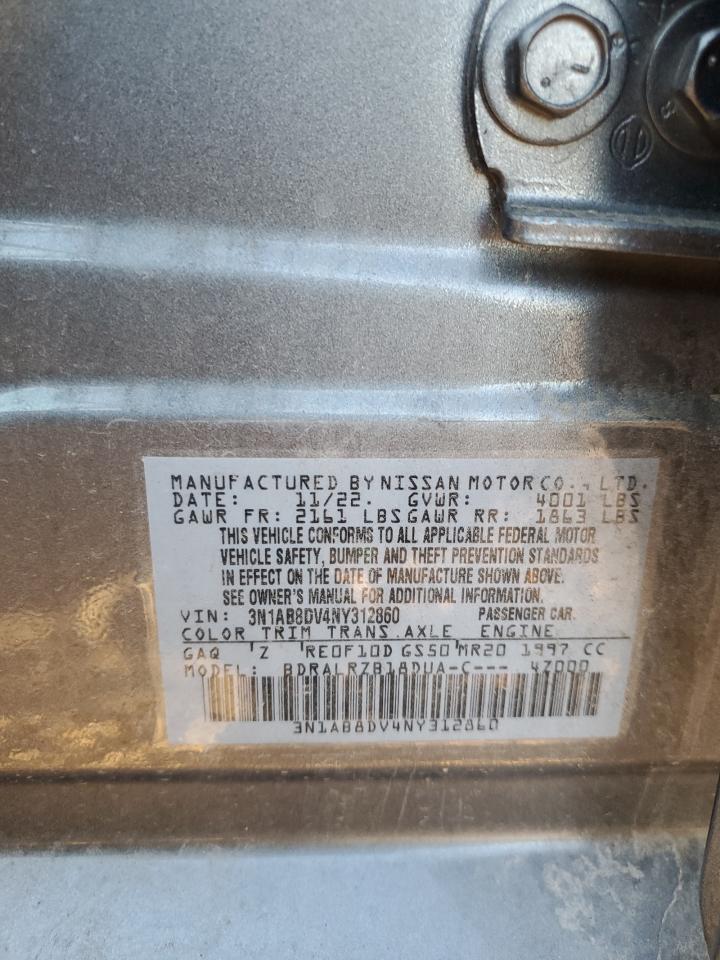 MANUFACTURED BY NISSAN MOTOR CO., LTD.
DATE: 11/22. GVWR: 4001 LBS
GAWR FR: 2161 LBS GAWR RR: 1863 LBS
THIS VEHICLE CONFORMS TO ALL APPLICABLE FEDERAL MOTOR
VEHICLE SAFETY, BUMPER AND THEFT PREVENTION STANDARDS
IN EFFECT ON THE DATE OF MANUFACTURE SHOWN ABOVE.
SEE OWNER'S MANUAL FOR ADDITIONAL INFORMATION.
VIN: 3N1AB8DV4NY312860 PASSENGER CAR.
COLOR TRIM TRANS AXLE ENGINE
GAQ Z RE0F10D GS50 MR20 1997 CC
MODEL: BDRALRZB18DUA-C--- 4Z000
3N1AB8DV4NY312860